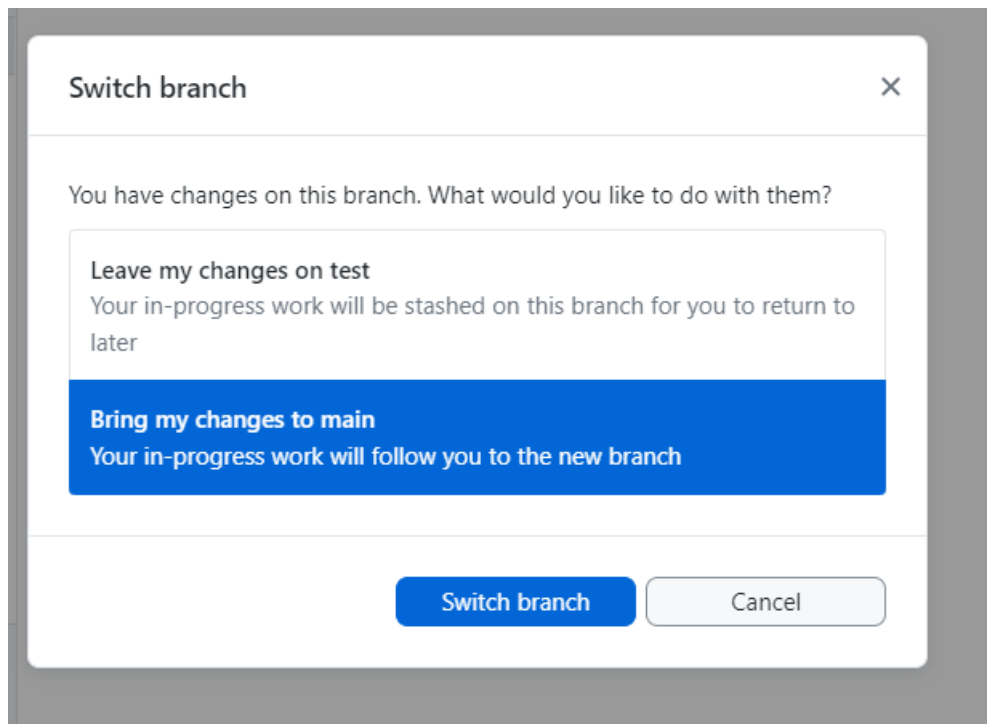 Switch branch
You have changes on this branch. What would you like to do with them?
Leave my changes on test
Your in-progress work will be stashed on this branch for you to return to
later
Bring my changes to main
Your in-progress work will follow you to the new branch
Switch branch
Cancel